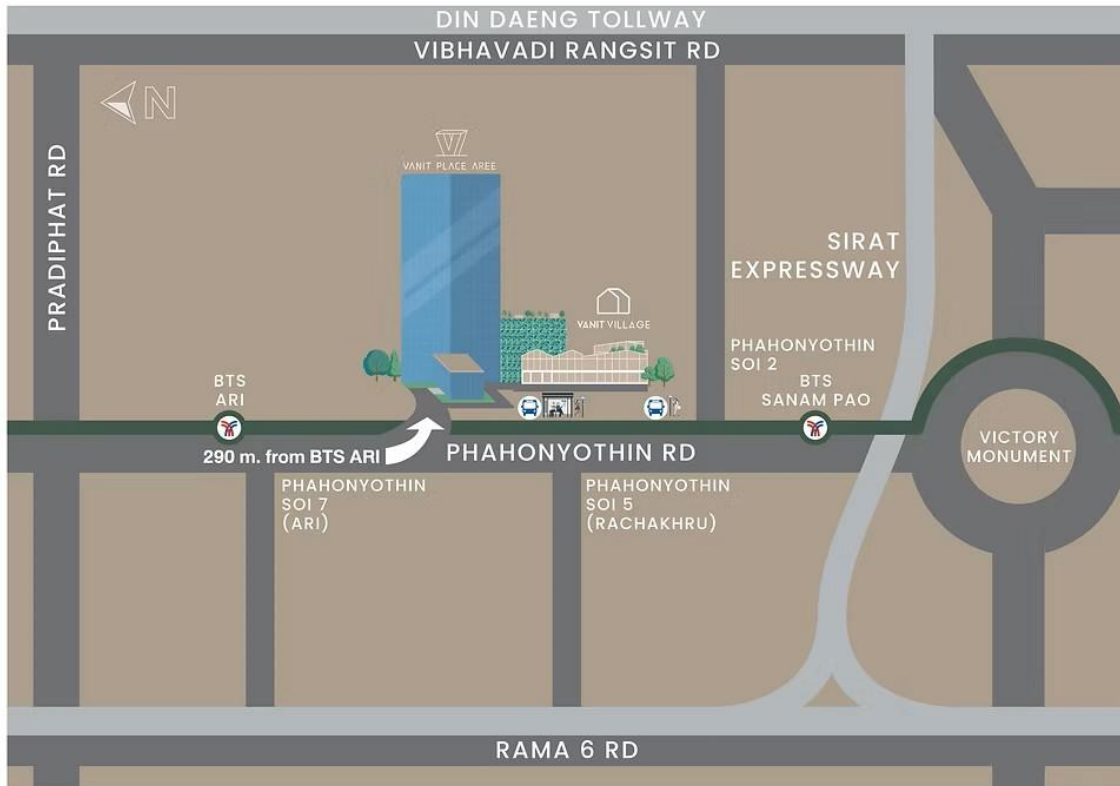 DIN DAENG TOLLWAY
VIBHAVADI RANGSIT RD
N
PRADIPHAT RD
VANIT PLACE AREE
SIRAT
EXPRESSWAY
VANIT VILLAGE
PHAHONYOTHIN
SOI 2
BTS
ARI
BTS
SANAM PAO
290 m. from BTS ARI
PHAHONYOTHIN RD
VICTORY
MONUMENT
PHAHONYOTHIN
SOI 7
(ARI)
PHAHONYOTHIN
SOI 5
(RACHAKHRU)
RAMA 6 RD